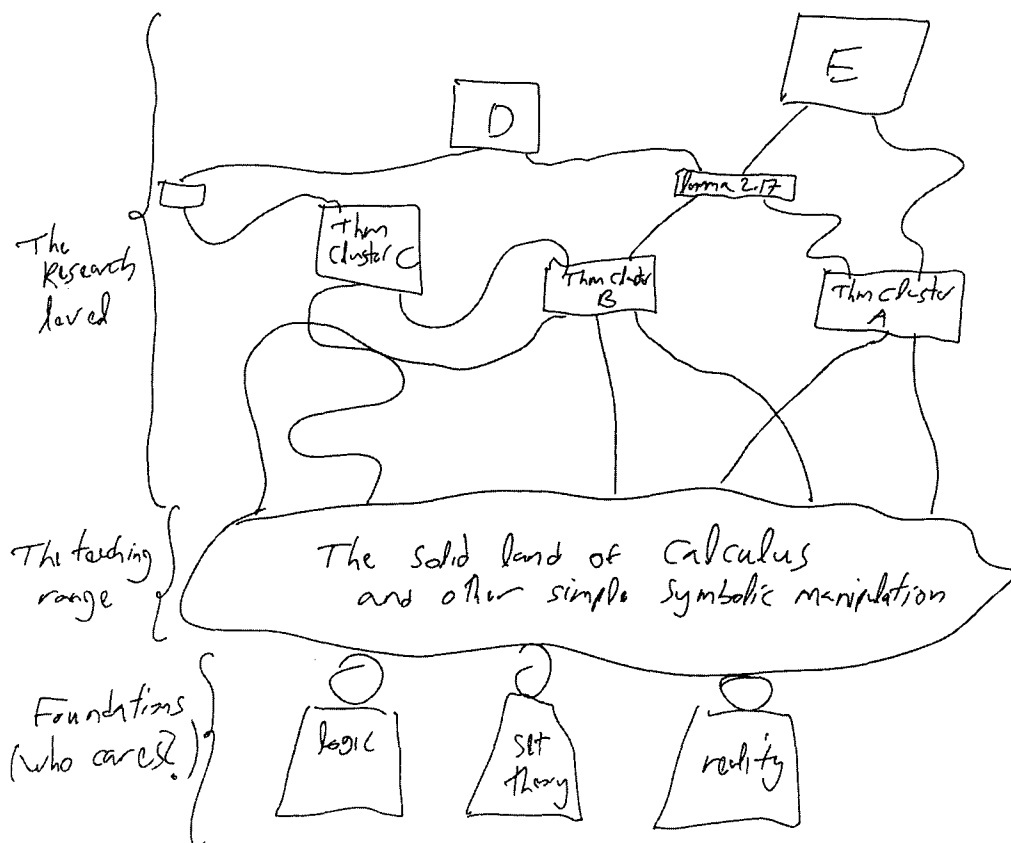 E
D
Lemma 2.17
Thm
Cluster C
Thm Cluster
B
Thm Cluster
A
The
Research
level
The teaching
range
The solid land of Calculus
and other simple symbolic manipulation
Foundations
(who cares?)
logic
set
theory
reality